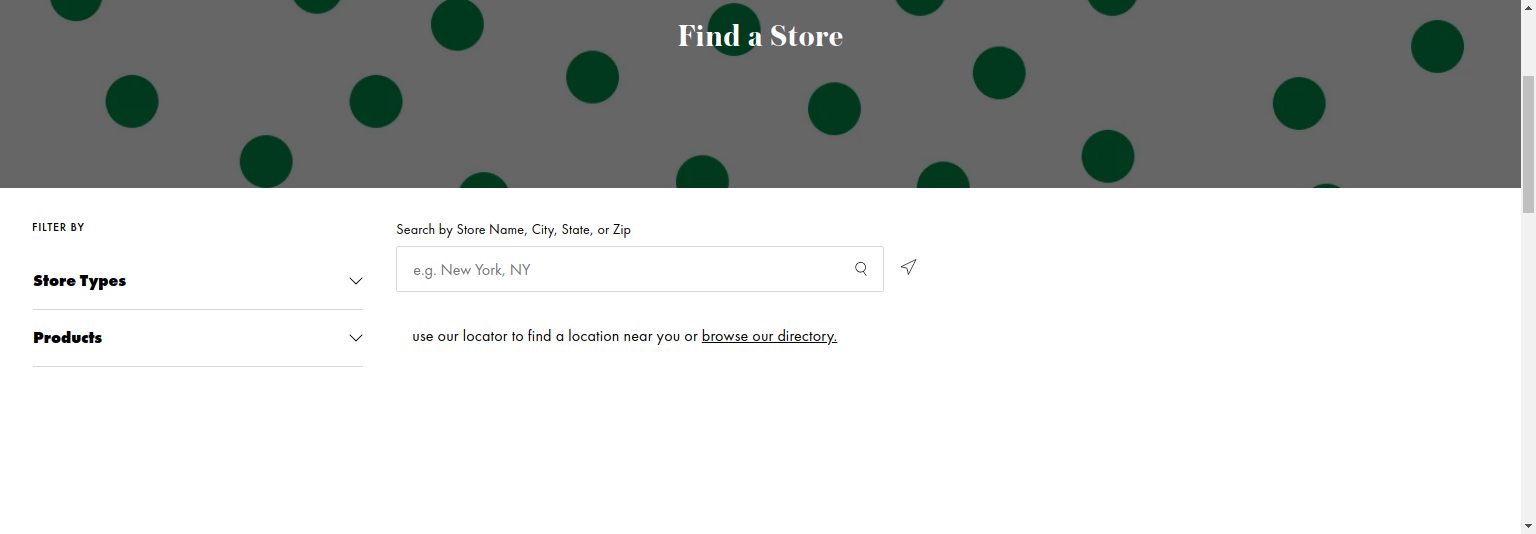 Find a Store
FILTER BY
Store Types
Products
Search by Store Name, City, State, or Zip
e.g. New York, NY
use our locator to find a location near you or browse our directory.